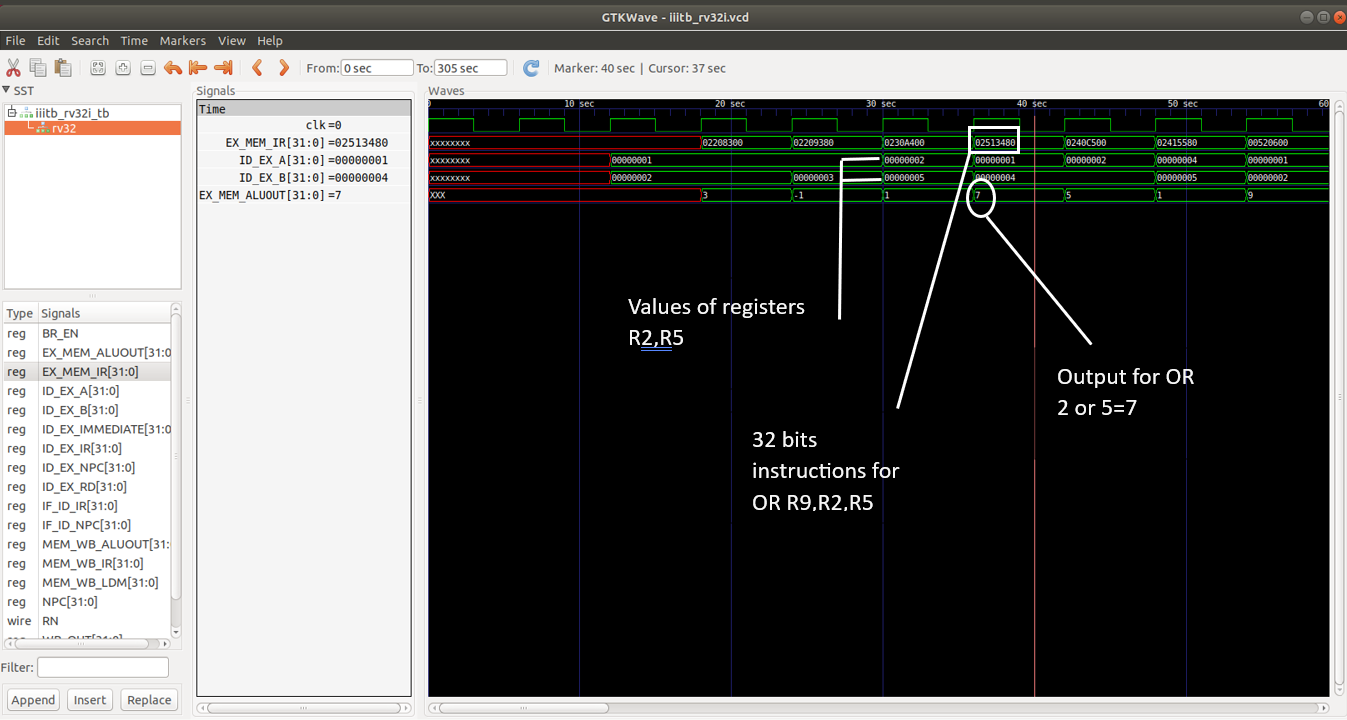 GTKWave - iiitb_rv32i.vcd
File Edit Search Time Markers View Help
From: 0 sec To: 305 sec Marker: 40 sec | Cursor: 37 sec
SST
iiitb_rv32i_tb
rv32
Type Signals
reg BR_EN
reg EX_MEM_ALUOUT[31:0
reg EX_MEM_IR[31:0]
reg ID_EX_A[31:0]
reg ID_EX_B[31:0]
reg ID_EX_IMMEDIATE[31:0
reg ID_EX_IR[31:0]
reg ID_EX_NPC[31:0]
reg ID_EX_RD[31:0]
reg IF_ID_IR[31:0]
reg IF_ID_NPC[31:0]
reg MEM_WB_ALUOUT[31:
reg MEM_WB_IR[31:0]
reg MEM_WB_LDM[31:0]
reg NPC[31:0]
wire RN
Filter:
Append Insert Replace
Signals
Time
clk=0
EX_MEM_IR[31:0] =02513480
ID_EX_A[31:0] =00000001
ID_EX_B[31:0] =00000004
EX_MEM_ALUOUT[31:0] =7
Waves
0 10 sec 20 sec 30 sec 40 sec 50 sec 60
xxxxxxxx 02208300 02209380 0230A400 02513480 0240C500 02415580 00520600
xxxxxxxx 00000001 00000002 00000001 00000002 00000004 00000001
xxxxxxxx 00000002 00000003 00000005 00000004 00000005 00000002
XXX 3 -1 1 7 5 1 9
Values of registers
R2,R5
Output for OR
2 or 5=7
32 bits
instructions for
OR R9,R2,R5